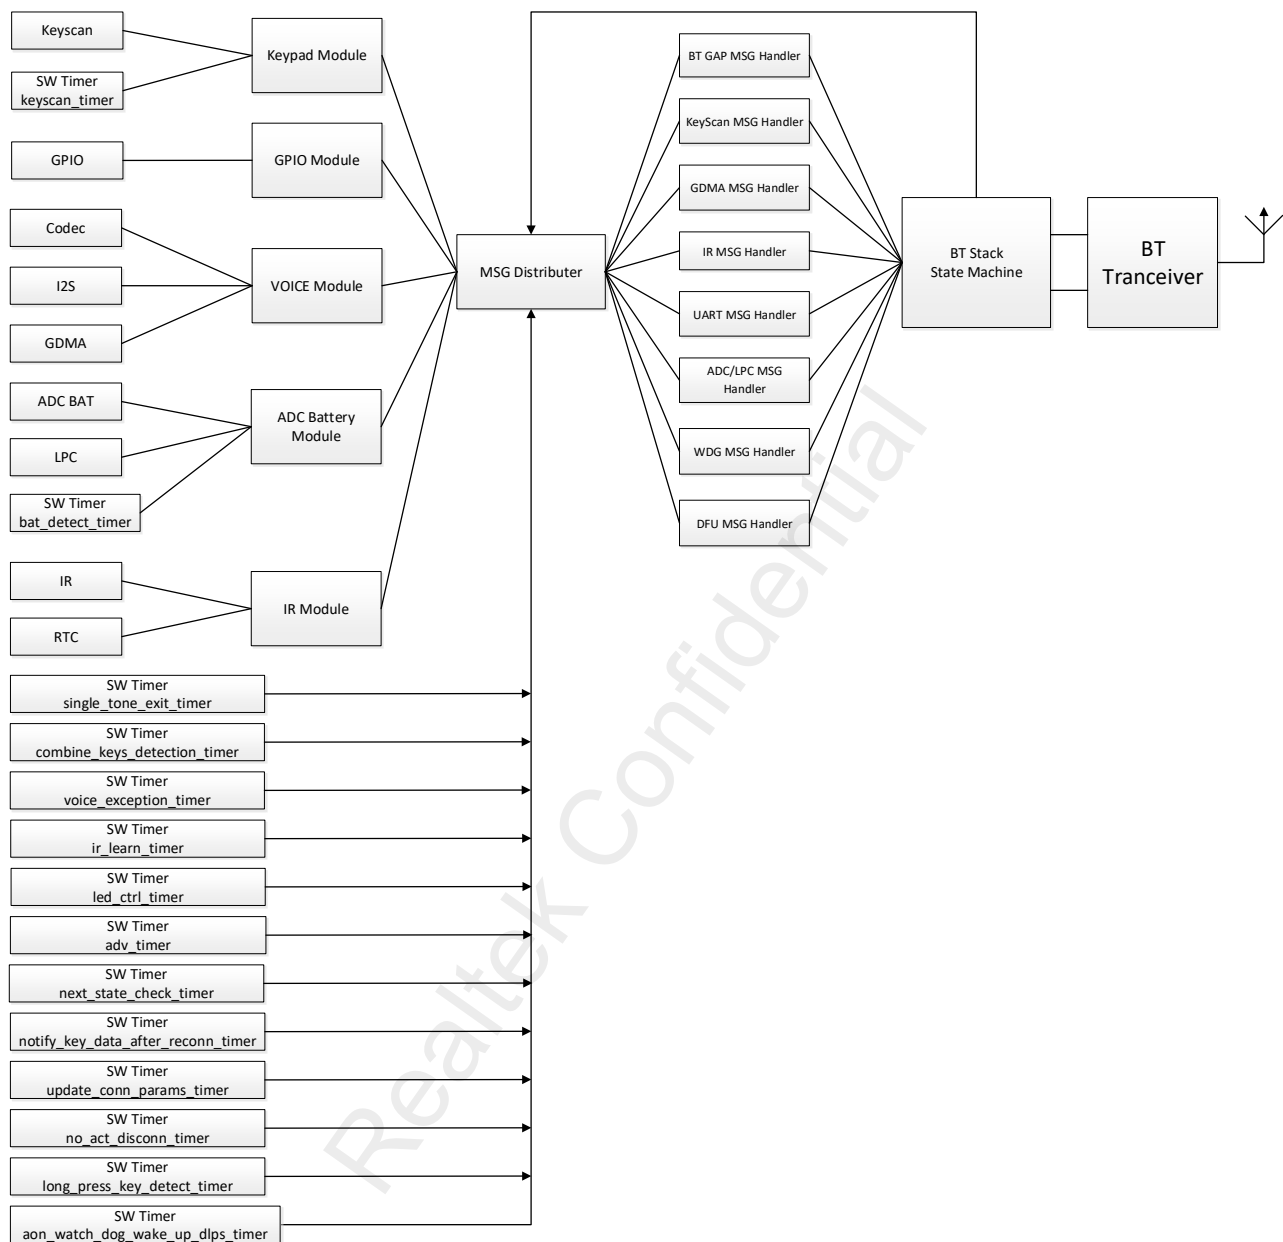 Keyscan
SW Timer
keyscan_timer
Keypad Module
GPIO
GPIO Module
Codec
I2S
GDMA
VOICE Module
ADC BAT
LPC
SW Timer
bat_detect_timer
ADC Battery
Module
IR
RTC
IR Module
MSG Distributer
BT GAP MSG Handler
KeyScan MSG Handler
GDMA MSG Handler
IR MSG Handler
UART MSG Handler
ADC/LPC MSG
Handler
WDG MSG Handler
DFU MSG Handler
BT Stack
State Machine
BT
Tranceiver
SW Timer
single_tone_exit_timer
SW Timer
combine_keys_detection_timer
SW Timer
voice_exception_timer
SW Timer
ir_learn_timer
SW Timer
led_ctrl_timer
SW Timer
adv_timer
SW Timer
next_state_check_timer
SW Timer
notify_key_data_after_reconn_timer
SW Timer
update_conn_params_timer
SW Timer
no_act_disconn_timer
SW Timer
long_press_key_detect_timer
SW Timer
aon_watch_dog_wake_up_dlps_timer
Realtek Confidential